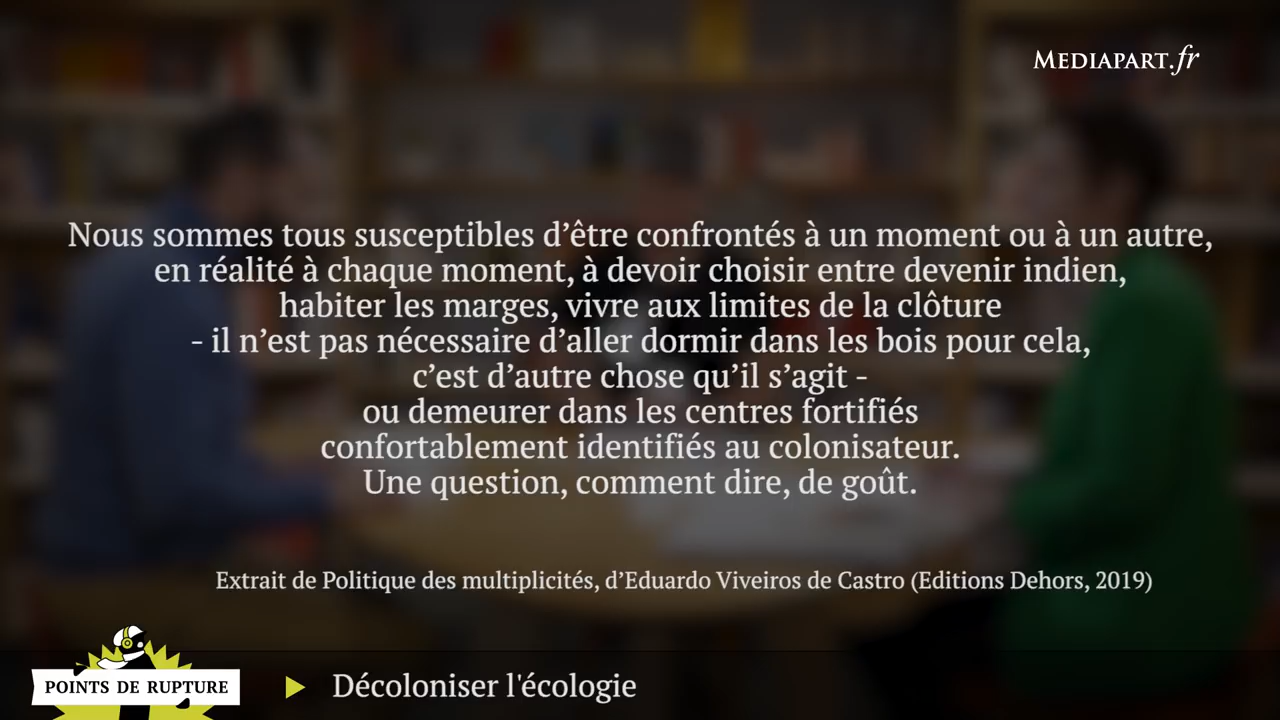 MEDIAPART.fr
Nous sommes tous susceptibles d’être confrontés à un moment ou à un autre,
en réalité à chaque moment, à devoir choisir entre devenir indien,
habiter les marges, vivre aux limites de la clôture
- il n’est pas nécessaire d’aller dormir dans les bois pour cela,
c’est d’autre chose qu’il s’agit -
ou demeurer dans les centres fortifiés
confortablement identifiés au colonisateur.
Une question, comment dire, de goût.
Extrait de Politique des multiplicités, d’Eduardo Viveiros de Castro (Editions Dehors, 2019)
POINTS DE RUPTURE
Décoloniser l'écologie